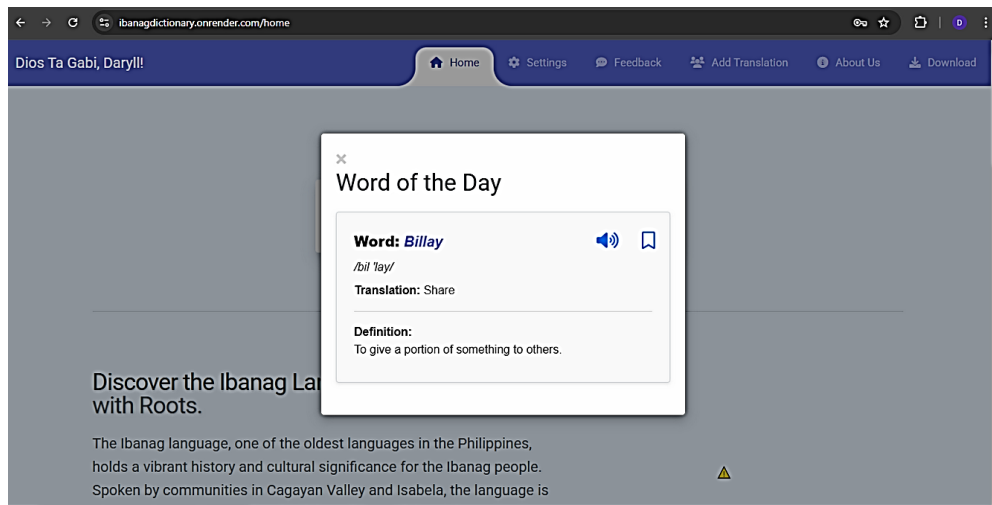 ibanagdictionary.onrender.com/home
D
Dios Ta Gabi, Daryll!
Home
Settings
Feedback
Add Translation
About Us
Download
×
Word of the Day
Word: Billay
/bil 'lay/
Translation: Share
Definition:
To give a portion of something to others.
Discover the Ibanag
with Roots.
The Ibanag language, one of the oldest languages in the Philippines,
holds a vibrant history and cultural significance for the Ibanag people.
Spoken by communities in Cagayan Valley and Isabela, the language is